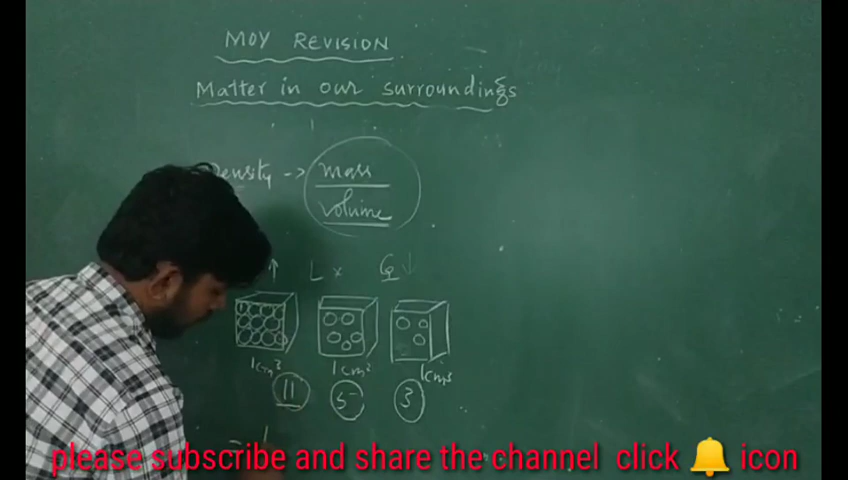 MOY REVISION
Matter in our surroundings
Density -> mass
volume
↑ L x G ↓
1cm³ 1cm³ 1cm³
11 5 3
please subscribe and share the channel click 🔔 icon